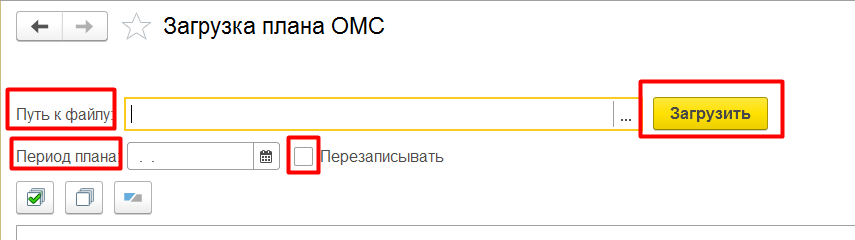 Загрузка плана ОМС
Путь к файлу: ... Загрузить
Период плана: . . Перезаписывать